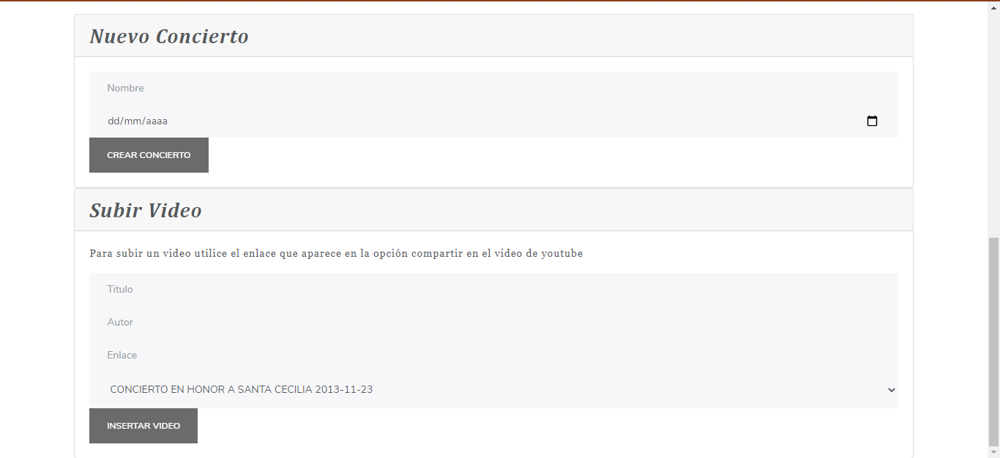 Nuevo Concierto
Nombre
dd/mm/aaaa
CREAR CONCIERTO
Subir Video
Para subir un video utilice el enlace que aparece en la opción compartir en el video de youtube
Titulo
Autor
Enlace
CONCIERTO EN HONOR A SANTA CECILIA 2013-11-23
INSERTAR VIDEO